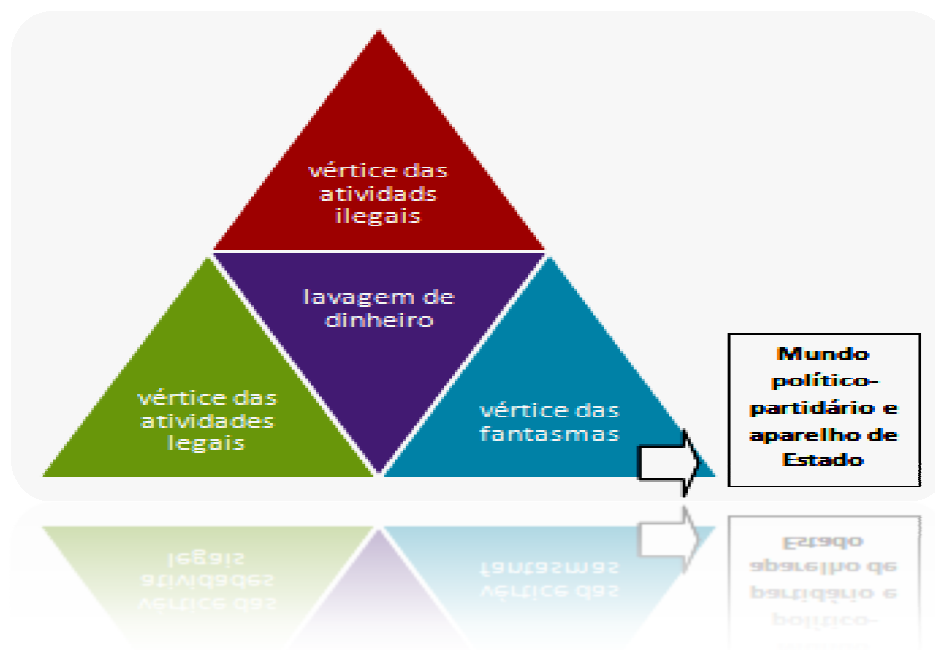 vértice das
atividads
ilegais
lavagem de
dinheiro
vértice das
atividades
legais
vértice das
fantasmas
Mundo
político-
partidário e
aparelho de
Estado